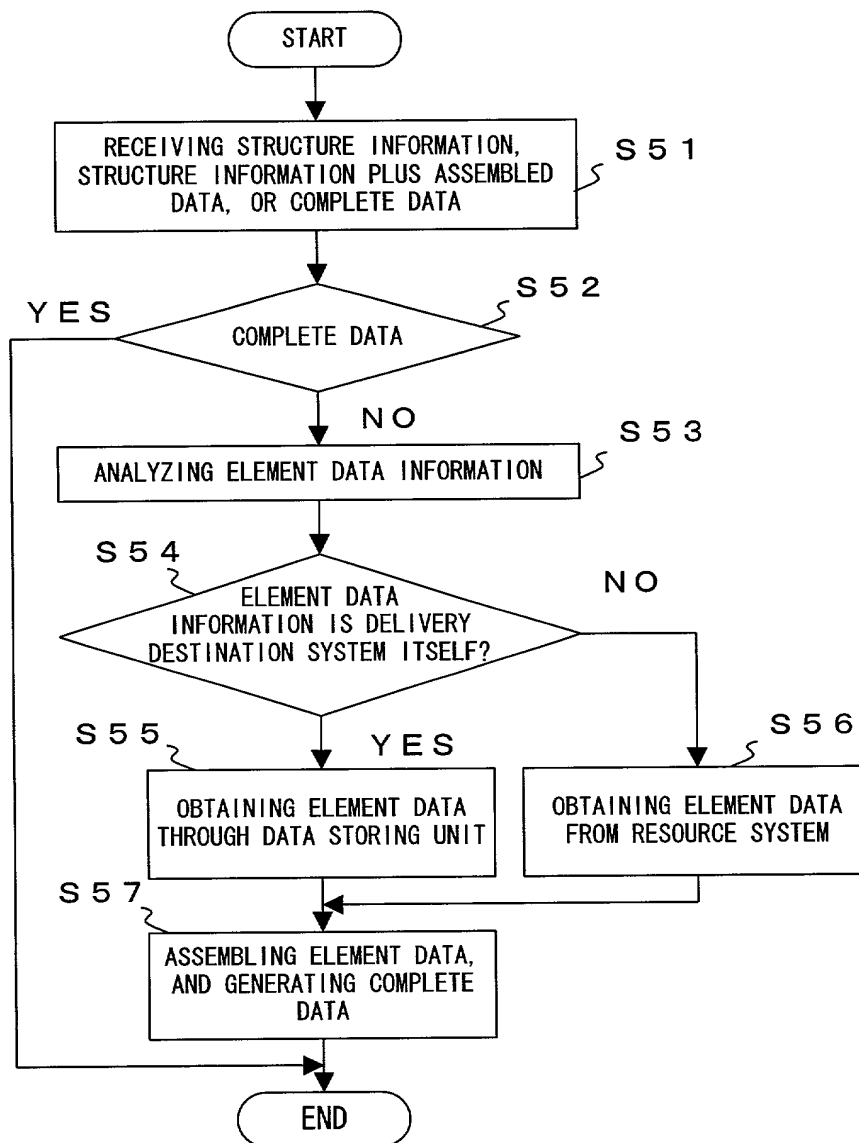 START
RECEIVING STRUCTURE INFORMATION,
STRUCTURE INFORMATION PLUS ASSEMBLED
DATA, OR COMPLETE DATA
S51
S52
YES
COMPLETE DATA
NO
S53
ANALYZING ELEMENT DATA INFORMATION
S54
NO
ELEMENT DATA
INFORMATION IS DELIVERY
DESTINATION SYSTEM ITSELF?
S55
YES
S56
OBTAINING ELEMENT DATA
THROUGH DATA STORING UNIT
OBTAINING ELEMENT DATA
FROM RESOURCE SYSTEM
S57
ASSEMBLING ELEMENT DATA,
AND GENERATING COMPLETE
DATA
END